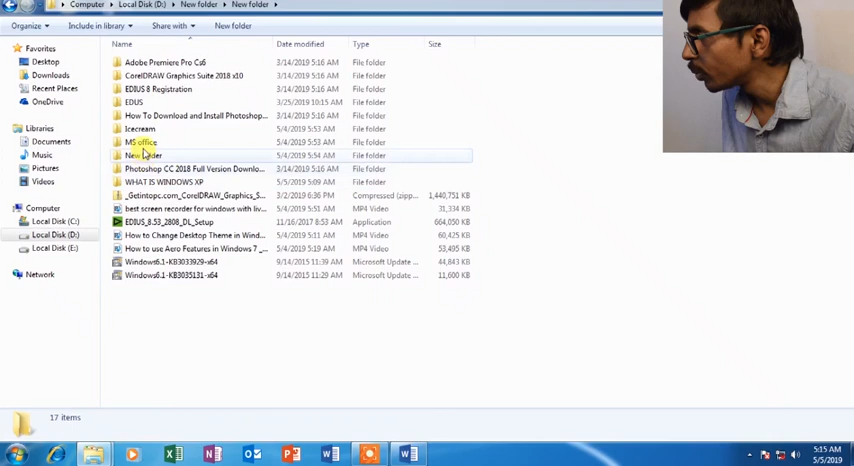 Computer ▸ Local Disk (D:) ▸ New folder ▸ New folder ▸
Organize ▾ Include in library ▾ Share with ▾ New folder
Name Date modified Type Size
Favorites
Desktop
Downloads
Recent Places
OneDrive
Libraries
Documents
Music
Pictures
Videos
Computer
Local Disk (C:)
Local Disk (D:)
Local Disk (E:)
Network
Adobe Premiere Pro Cs6 3/14/2019 5:16 AM File folder
CorelDRAW Graphics Suite 2018 x10 3/14/2019 5:16 AM File folder
EDIUS 8 Registration 3/14/2019 5:16 AM File folder
EDUS 3/25/2019 10:15 AM File folder
How To Download and Install Photoshop... 3/14/2019 5:16 AM File folder
Icecream 5/4/2019 5:53 AM File folder
MS office 5/4/2019 5:53 AM File folder
New folder 5/4/2019 5:54 AM File folder
Photoshop CC 2018 Full Version Downlo... 3/14/2019 5:16 AM File folder
WHAT IS WINDOWS XP 5/5/2019 5:09 AM File folder
_Getintopc.com_CorelDRAW_Graphics_S... 3/2/2019 6:36 PM Compressed (zipp... 1,440,751 KB
best screen recorder for windows with liv... 5/4/2019 5:51 AM MP4 Video 31,334 KB
EDIUS_8.53_2808_DL_Setup 11/16/2017 8:53 AM Application 664,050 KB
How to Change Desktop Theme in Wind... 5/4/2019 5:11 AM MP4 Video 60,425 KB
How to use Aero Features in Windows 7 _... 5/4/2019 5:19 AM MP4 Video 53,495 KB
Windows6.1-KB3033929-x64 9/14/2015 11:39 AM Microsoft Update ... 44,843 KB
Windows6.1-KB3035131-x64 9/14/2015 11:29 AM Microsoft Update ... 11,600 KB
17 items
5:15 AM
5/5/2019